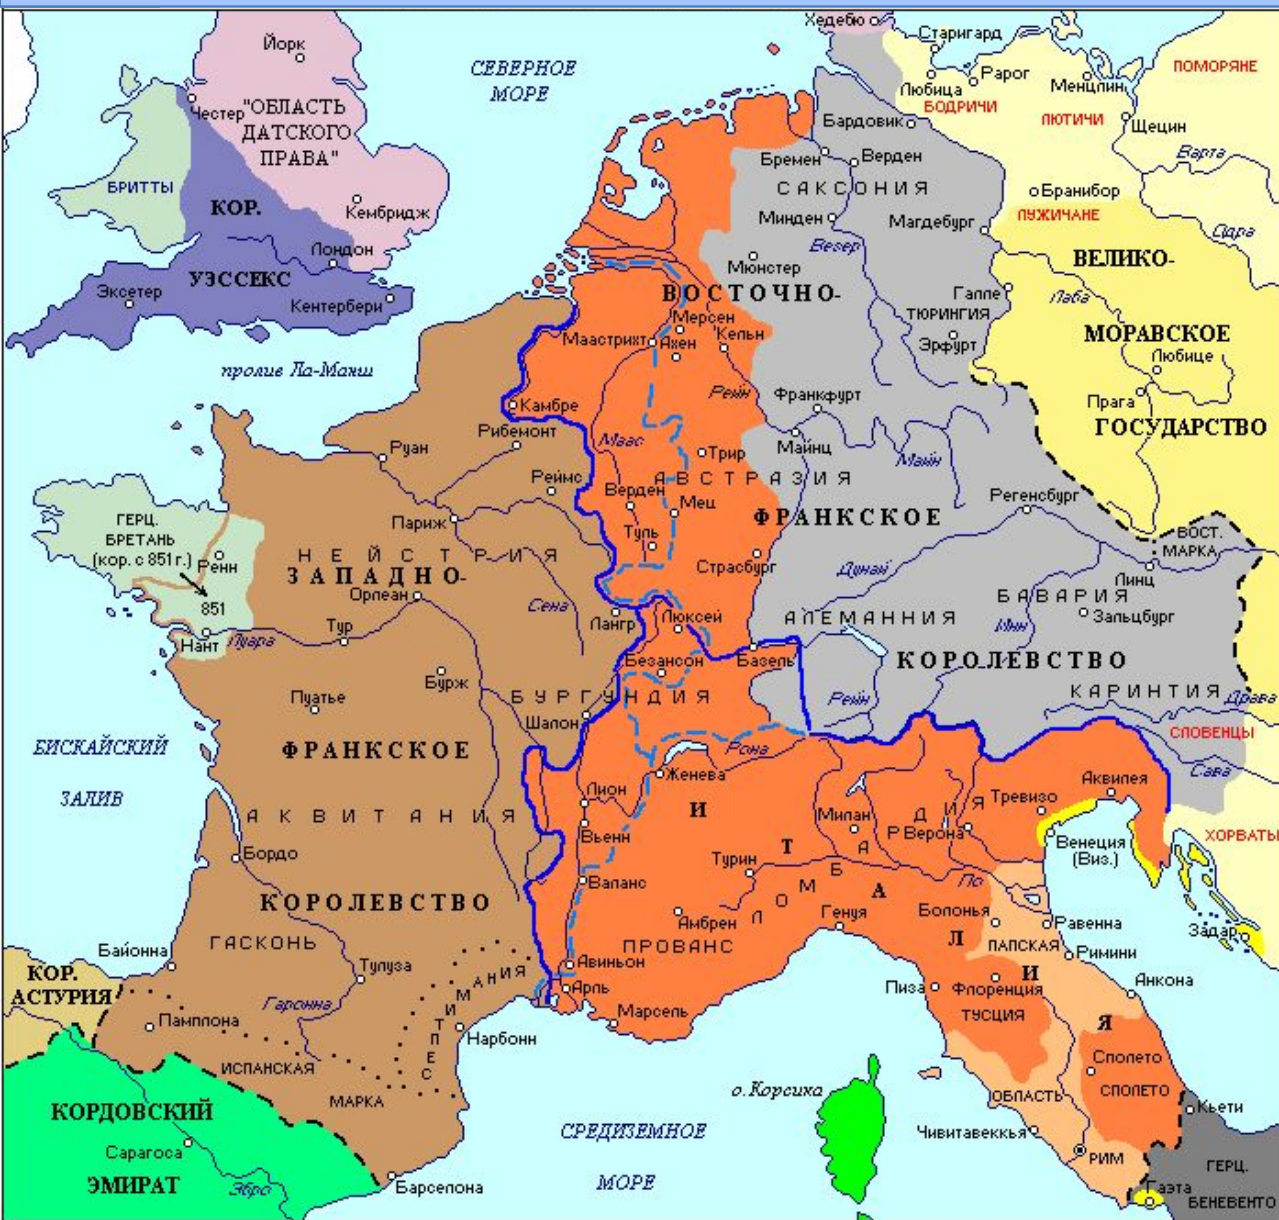 Хедебю
Йорк
СЕВЕРНОЕ
МОРЕ
Старигард
Рарог
Любица
Менцлин
ПОМОРЯНЕ
БОДРИЧИ
ЛЮТИЧИ
Щецин
Варта
Честер
"ОБЛАСТЬ
ДАТСКОГО
ПРАВА"
Бардовик
Бремен
Верден
САКСОНИЯ
Бранибор
БРИТТЫ
КОР.
УЭССЕКС
Кембридж
Лондон
Минден
Магдебург
ЛУЖИЧАНЕ
Одра
Везер
Мюнстер
ВЕЛИКО-
МОРАВСКОЕ
ГОСУДАРСТВО
Эксетер
Кентербери
ВОСТОЧНО-
Галле
Лаба
ТЮРИНГИЯ
Эрфурт
Мерсен
Маастрихт
Ахен
Кельн
Любице
Прага
пролив Ла-Манш
Камбре
Рейн
Франкфурт
Рибемонт
Руан
Маас
Майнц
Майн
Трир
Реймс
АВСТРАЗИЯ
Верден
Мец
Регенсбург
ГЕРЦ.
БРЕТАНЬ
(кор. с 851 г.)
Ренн
851
Париж
ФРАНКСКОЕ
Туль
ВОСТ.
МАРКА
НЕЙСТРИЯ
ЗАПАДНО-
Страсбург
Дунай
Линц
Орлеан
Сена
Лангр
Люксей
АЛЕМАННИЯ
БАВАРИЯ
Зальцбург
Инн
Нант
Луара
Тур
Безансон
Базель
КОРОЛЕВСТВО
Бурж
Пуатье
БУРГУНДИЯ
Рейн
КАРИНТИЯ
Драва
Шалон
СЛОВЕНЦЫ
БИСКАЙСКИЙ
ЗАЛИВ
ФРАНКСКОЕ
Рона
Женева
Сава
Аквилея
Лион
ИТАЛИЯ
Тревизо
АКВИТАНИЯ
Милан
Верона
Вьенн
Венеция
(Виз.)
ХОРВАТЫ
Бордо
Турин
ЛОМБАРДИЯ
По
Валанс
КОРОЛЕВСТВО
Амбрен
Генуя
Болонья
Равенна
Задар
ГАСКОНЬ
ПРОВАНС
ПАПСКАЯ
Байонна
Римини
КОР.
АСТУРИЯ
Тулуза
СЕПТИМАНИЯ
Авиньон
Арль
Пиза
Флоренция
Анкона
Гаронна
Памплона
Марсель
ТУСЦИЯ
Нарбонн
Сполето
СПОЛЕТО
ИСПАНСКАЯ
МАРКА
о. Корсика
ОБЛАСТЬ
Кьети
КОРДОВСКИЙ
ЭМИРАТ
Сарагоса
СРЕДИЗЕМНОЕ
МОРЕ
Чивитавеккья
РИМ
ГЕРЦ.
БЕНЕВЕНТО
Эбро
Барселона
Гаэта